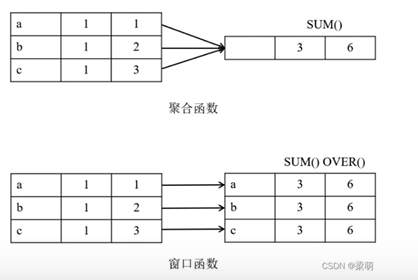 SUM()
a 1 1
b 1 2
c 1 3
3 6
聚合函数
SUM() OVER()
a 1 1 a 3 6
b 1 2 b 3 6
c 1 3 c 3 6
窗口函数
CSDN @梁萌